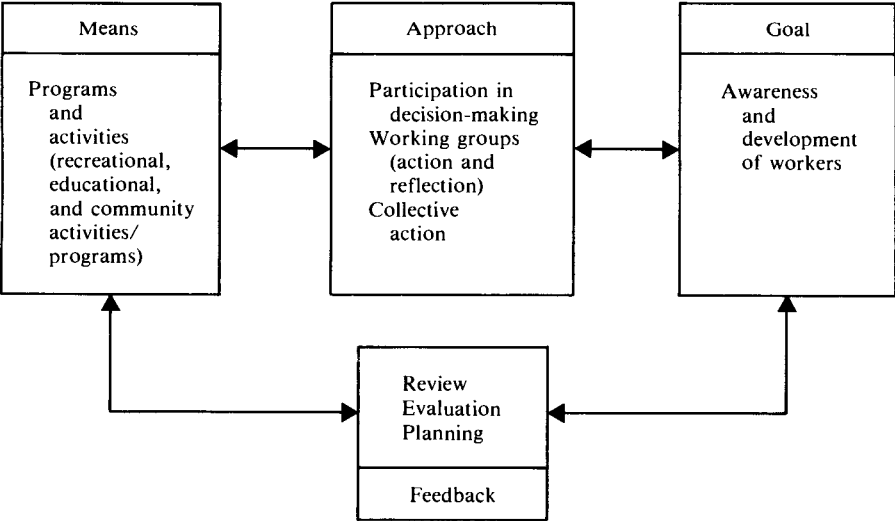 Means
Programs
and
activities
(recreational,
educational,
and community
activities/
programs)
Approach
Participation in
decision-making
Working groups
(action and
reflection)
Collective
action
Goal
Awareness
and
development
of workers
Review
Evaluation
Planning
Feedback